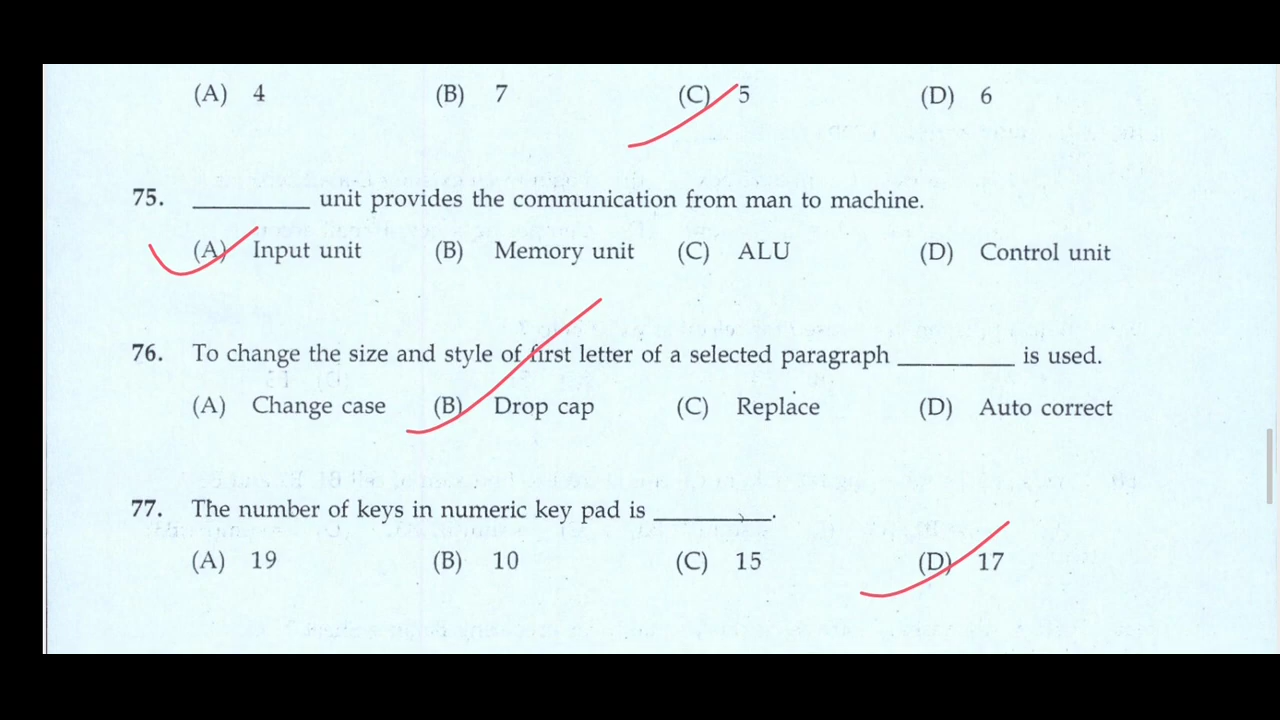 (A) 4 (B) 7 (C) 5 (D) 6
75. __________ unit provides the communication from man to machine.
(A) Input unit (B) Memory unit (C) ALU (D) Control unit
76. To change the size and style of first letter of a selected paragraph __________ is used.
(A) Change case (B) Drop cap (C) Replace (D) Auto correct
77. The number of keys in numeric key pad is __________.
(A) 19 (B) 10 (C) 15 (D) 17